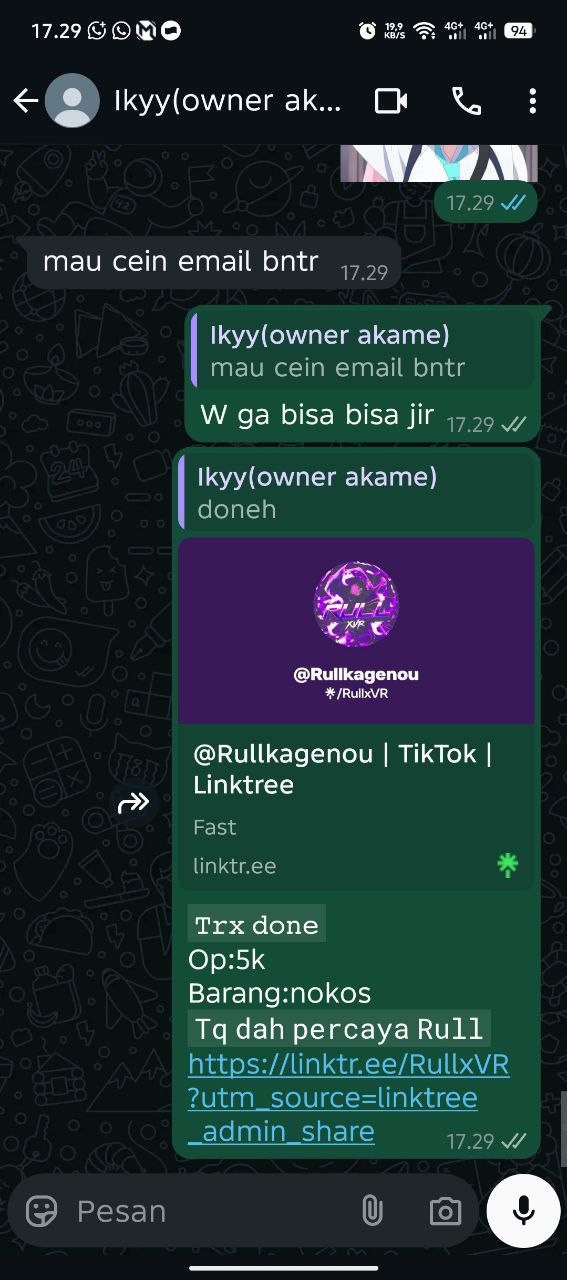 17.29
19,9
KB/S
4G+
4G+
94
Ikyy(owner ak...
17.29
mau cein email bntr
17.29
Ikyy(owner akame)
mau cein email bntr
W ga bisa bisa jir
17.29
Ikyy(owner akame)
doneh
RULL
XVR
@Rullkagenou
/RullxVR
@Rullkagenou | TikTok |
Linktree
Fast
linktr.ee
Trx done
Op:5k
Barang:nokos
Tq dah percaya Rull
https://linktr.ee/RullxVR
?utm_source=linktree
_admin_share
17.29
Pesan